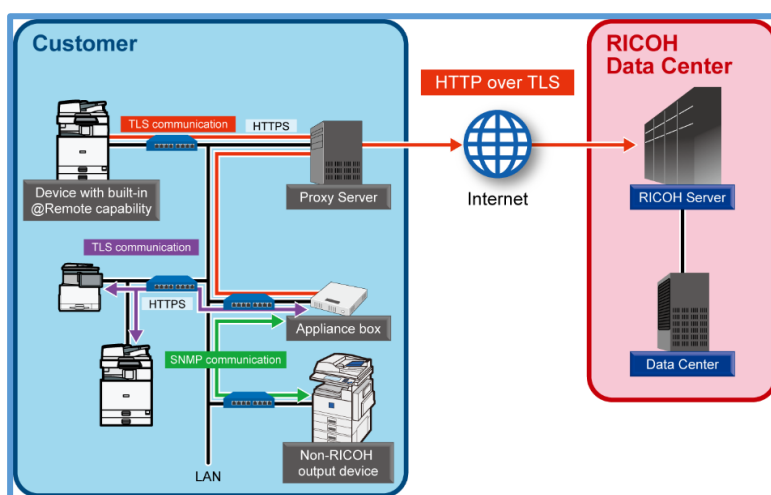 Customer
RICOH
Data Center
HTTP over TLS
TLS communication
HTTPS
Device with built-in
@Remote capability
Proxy Server
Internet
RICOH Server
TLS communication
HTTPS
Appliance box
SNMP communication
Data Center
Non-RICOH
output device
LAN